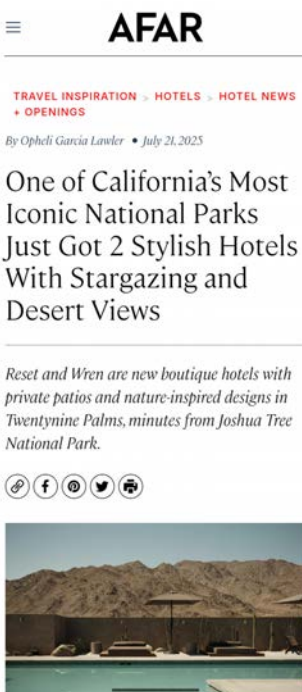 AFAR
TRAVEL INSPIRATION > HOTELS > HOTEL NEWS
+ OPENINGS
By Opheli Garcia Lawler • July 21, 2025
One of California's Most
Iconic National Parks
Just Got 2 Stylish Hotels
With Stargazing and
Desert Views
Reset and Wren are new boutique hotels with
private patios and nature-inspired designs in
Twentynine Palms, minutes from Joshua Tree
National Park.